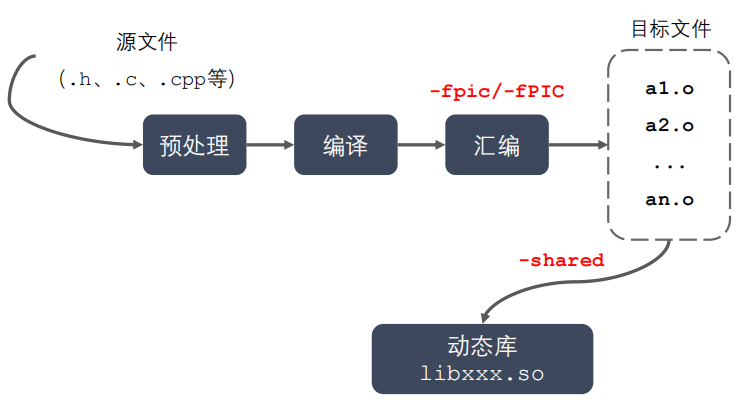 源文件
(.h、.c、.cpp等)
预处理
编译
-fpic/-fPIC
汇编
目标文件
a1.o
a2.o
...
an.o
-shared
动态库
libxxx.so